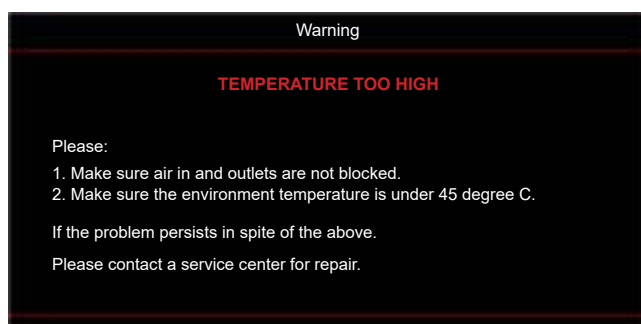 Warning
TEMPERATURE TOO HIGH
Please:
1. Make sure air in and outlets are not blocked.
2. Make sure the environment temperature is under 45 degree C.
If the problem persists in spite of the above.
Please contact a service center for repair.